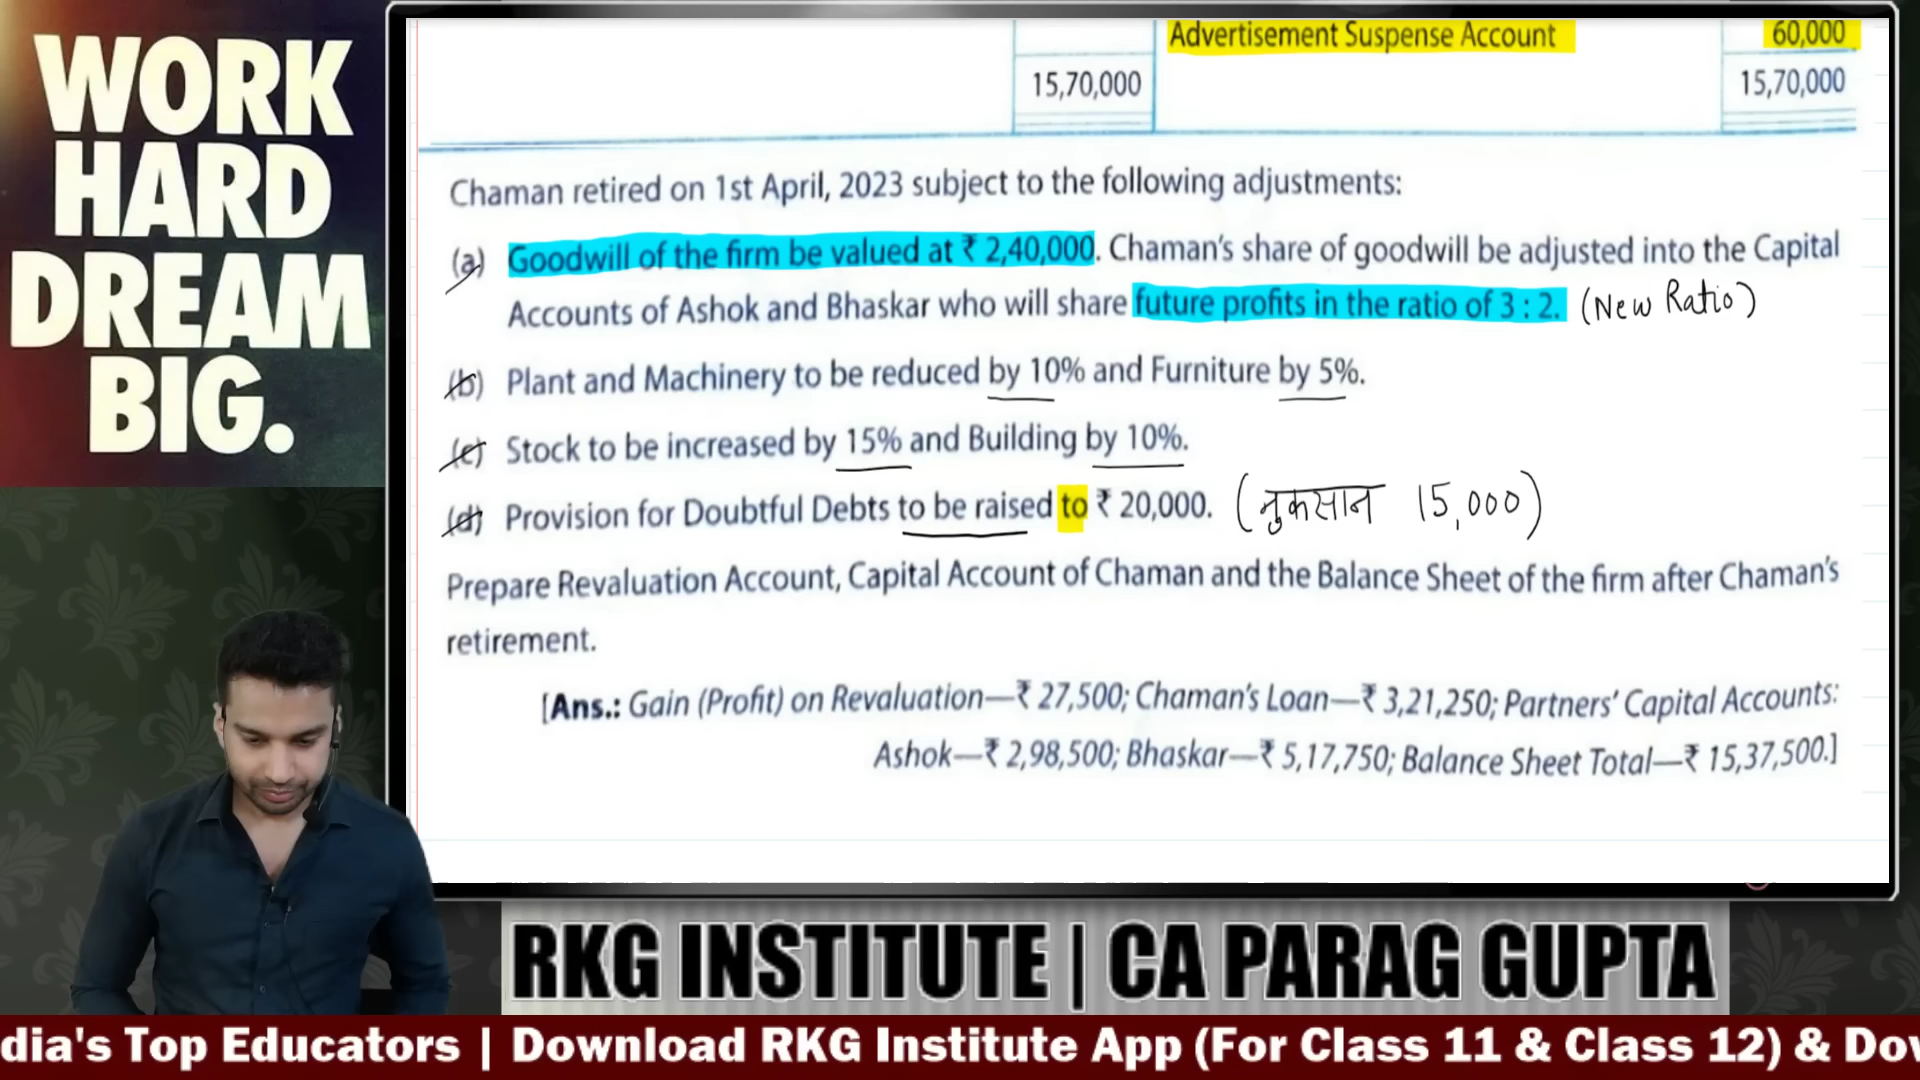 WORK
HARD
DREAM
BIG.
Advertisement Suspense Account 60,000
15,70,000 15,70,000
Chaman retired on 1st April, 2023 subject to the following adjustments:
(a) Goodwill of the firm be valued at ₹ 2,40,000. Chaman's share of goodwill be adjusted into the Capital
Accounts of Ashok and Bhaskar who will share future profits in the ratio of 3 : 2. (New Ratio)
(b) Plant and Machinery to be reduced by 10% and Furniture by 5%.
(c) Stock to be increased by 15% and Building by 10%.
(d) Provision for Doubtful Debts to be raised to ₹ 20,000. (नुकसान 15,000)
Prepare Revaluation Account, Capital Account of Chaman and the Balance Sheet of the firm after Chaman's
retirement.
[Ans.: Gain (Profit) on Revaluation—₹ 27,500; Chaman's Loan—₹ 3,21,250; Partners' Capital Accounts:
Ashok—₹ 2,98,500; Bhaskar—₹ 5,17,750; Balance Sheet Total—₹ 15,37,500.]
RKG INSTITUTE | CA PARAG GUPTA
dia's Top Educators | Download RKG Institute App (For Class 11 & Class 12) & Dov